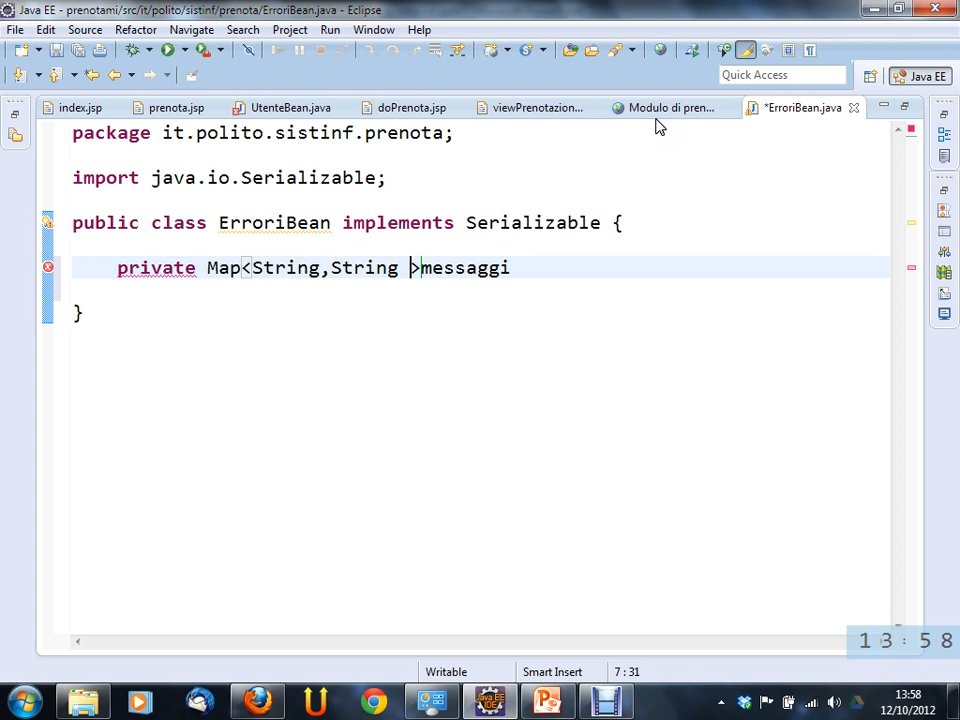 Java EE - prenotami/src/it/polito/sistinf/prenota/ErroriBean.java - Eclipse
File Edit Source Refactor Navigate Search Project Run Window Help
Quick Access Java EE
index.jsp prenota.jsp UtenteBean.java doPrenota.jsp viewPrenotazion... Modulo di pren... *ErroriBean.java
package it.polito.sistinf.prenota;
import java.io.Serializable;
public class ErroriBean implements Serializable {
private Map<String,String >messaggi
}
13:58
Writable Smart Insert 7 : 31
13:58
12/10/2012